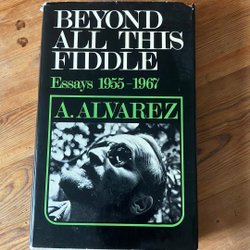 BEYOND
ALL THIS
FIDDLE
Essays 1955-1967
A. ALVAREZ